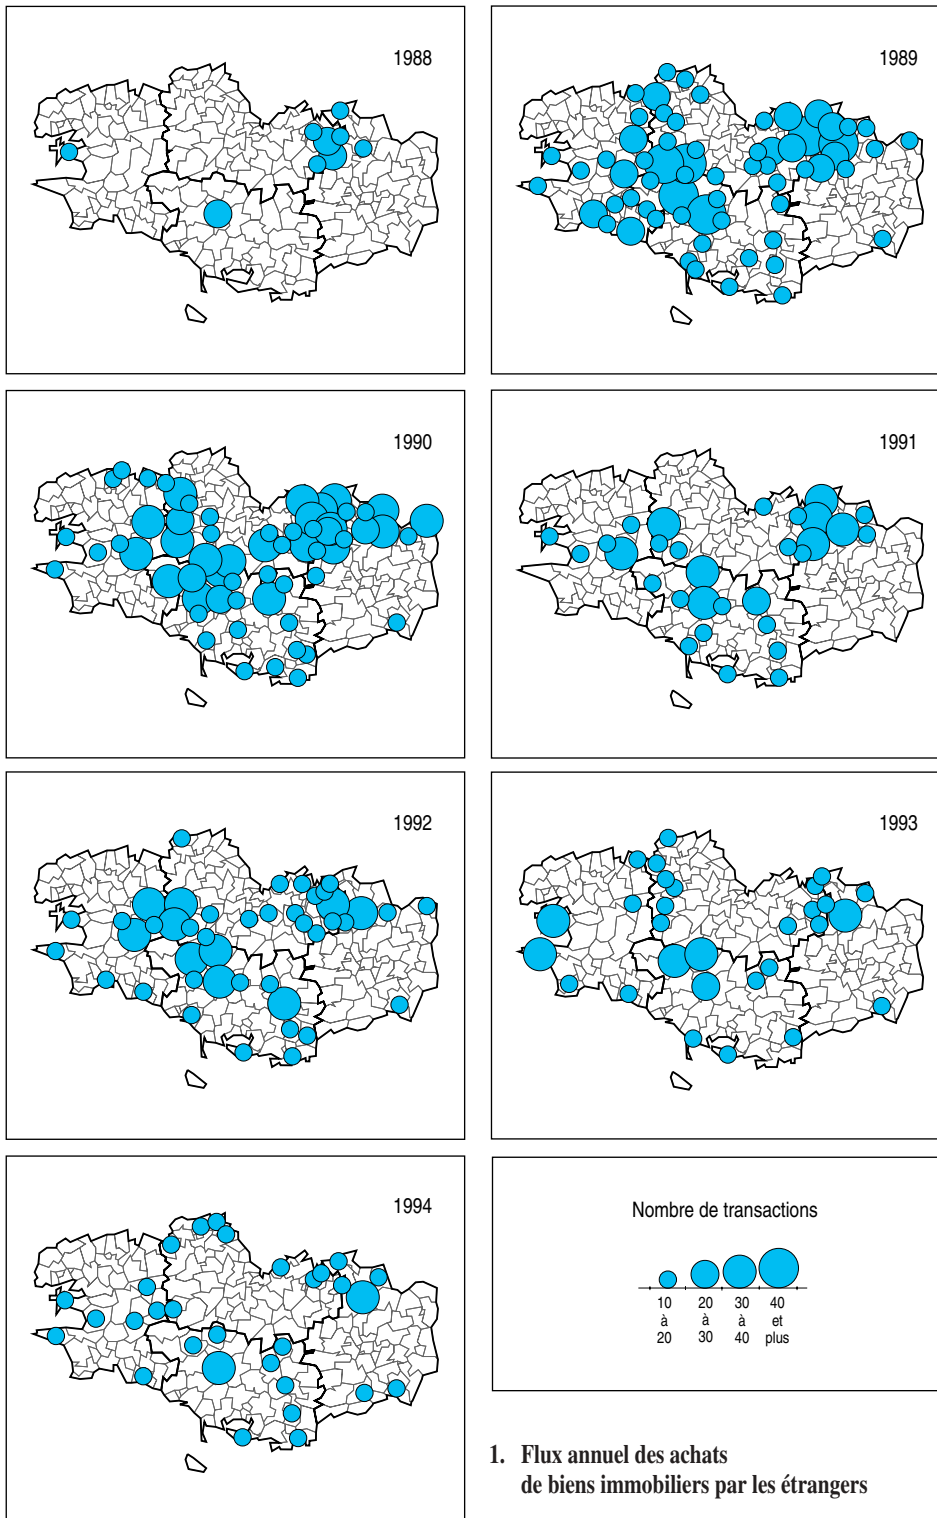 1988
1989
1990
1991
1992
1993
1994
Nombre de transactions
10 20 30 40
à à à et
20 30 40 plus
1. Flux annuel des achats
de biens immobiliers par les étrangers